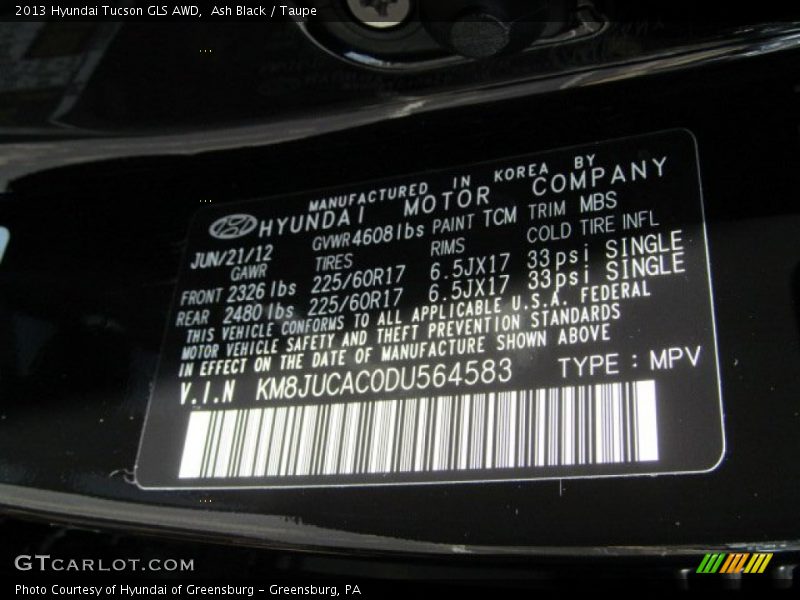 2013 Hyundai Tucson GLS AWD,  Ash Black / Taupe
MANUFACTURED IN KOREA BY
HYUNDAI MOTOR COMPANY
JUN/21/12 GVWR 4608 lbs PAINT TCM TRIM MBS
GAWR TIRES RIMS COLD TIRE INFL
FRONT 2326 lbs 225/60R17 6.5JX17 33psi SINGLE
REAR 2480 lbs 225/60R17 6.5JX17 33psi SINGLE
THIS VEHICLE CONFORMS TO ALL APPLICABLE U.S.A. FEDERAL
MOTOR VEHICLE SAFETY AND THEFT PREVENTION STANDARDS
IN EFFECT ON THE DATE OF MANUFACTURE SHOWN ABOVE
V.I.N KM8JUCAC0DU564583 TYPE : MPV
GTCARLOT.COM
Photo Courtesy of Hyundai of Greensburg – Greensburg, PA